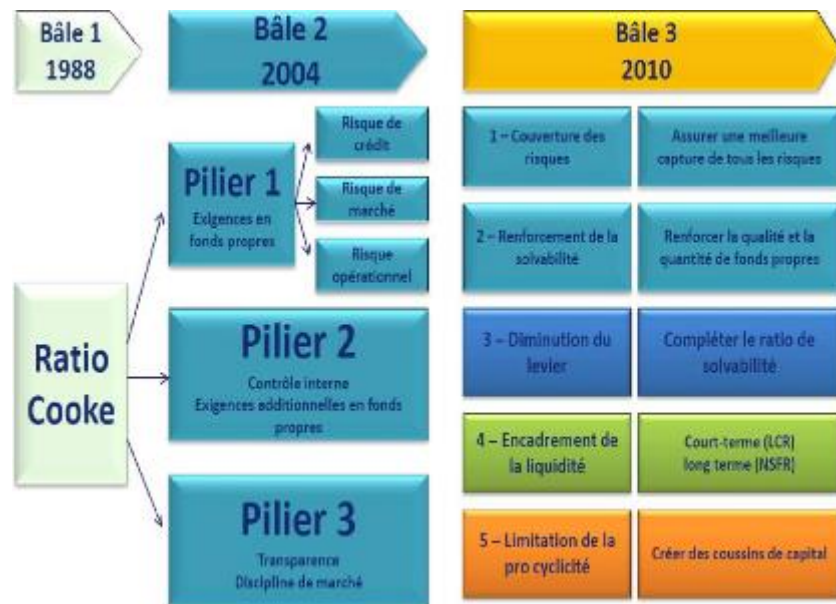 Bâle 1
1988
Bâle 2
2004
Bâle 3
2010
Ratio
Cooke
Pilier 1
Exigences en
fonds propres
Risque de
crédit
Risque de
marché
Risque
opérationnel
Pilier 2
Contrôle interne
Exigences additionnelles en fonds
propres
Pilier 3
Transparence
Discipline de marché
1 – Couverture des
risques
Assurer une meilleure
capture de tous les risques
2 – Renforcement de la
solvabilité
Renforcer la qualité et la
quantité de fonds propres
3 – Diminution du
levier
Compléter le ratio de
solvabilité
4 – Encadrement de
la liquidité
Court-terme (LCR)
long terme (NSFR)
5 – Limitation de la
pro cyclicité
Créer des coussins de capital